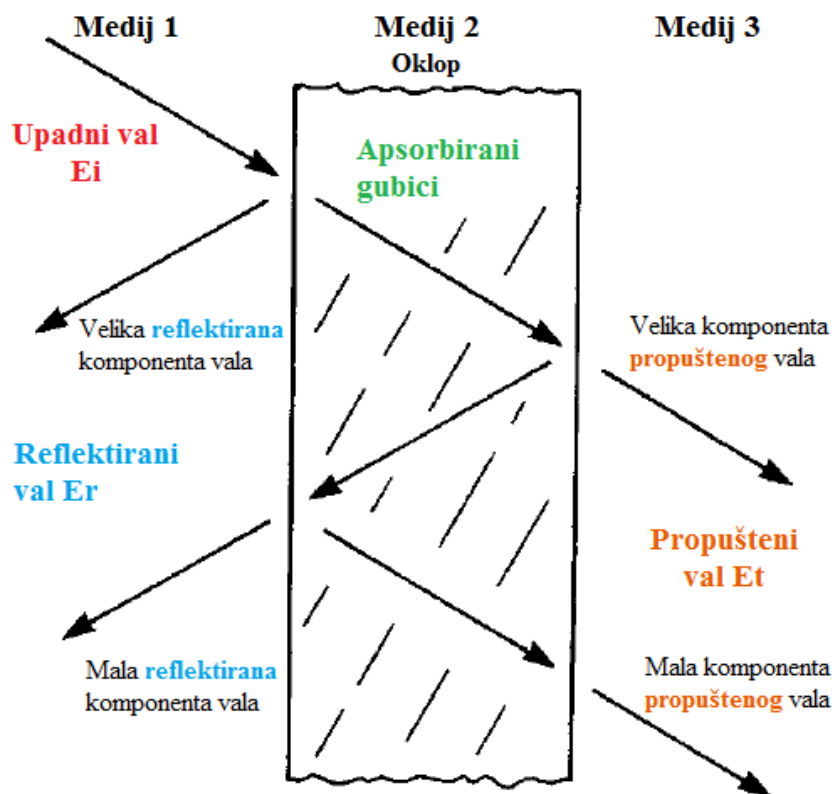 Medij 1
Medij 2
Oklop
Medij 3
Upadni val
Ei
Apsorbirani
gubici
Velika reflektirana
komponenta vala
Velika komponenta
propuštenog vala
Reflektirani
val Er
Propušteni
val Et
Mala reflektirana
komponenta vala
Mala komponenta
propuštenog vala